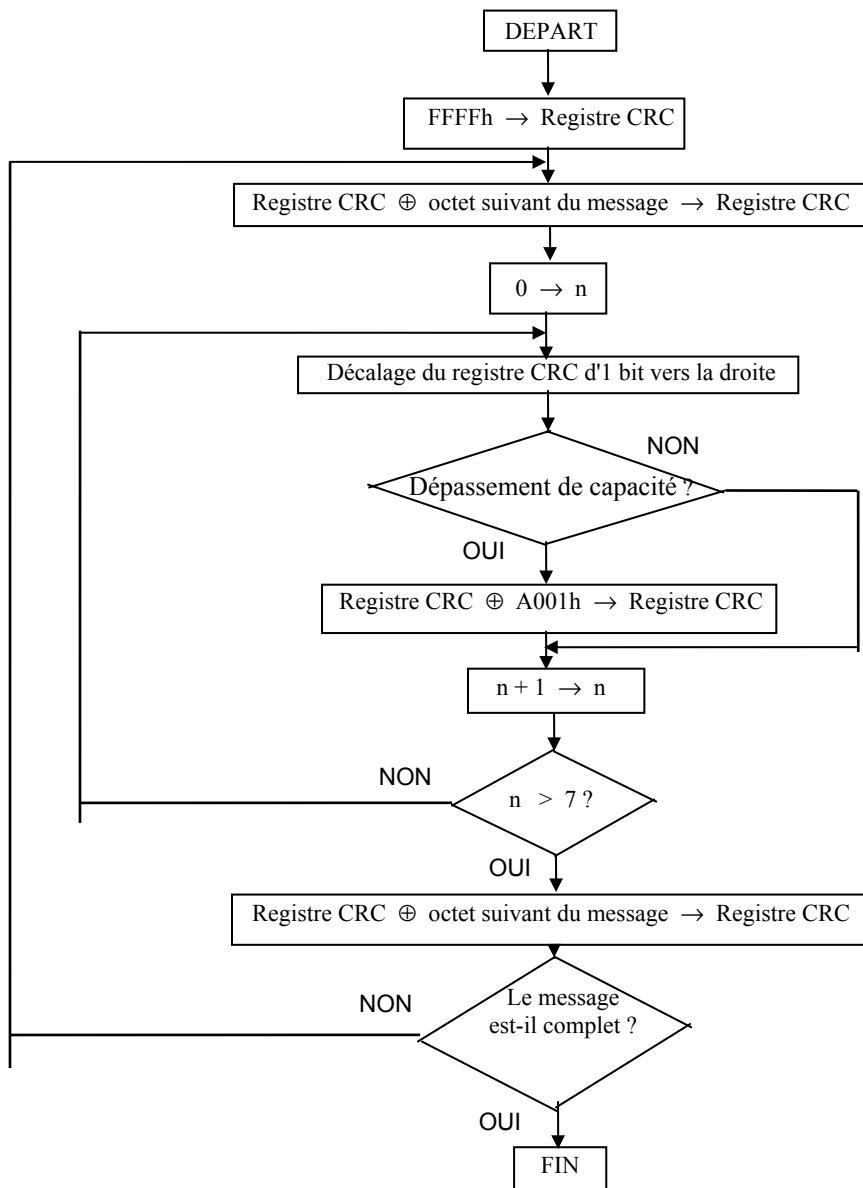 DEPART
FFFFh → Registre CRC
Registre CRC ⊕ octet suivant du message → Registre CRC
0 → n
Décalage du registre CRC d'1 bit vers la droite
NON
Dépassement de capacité ?
OUI
Registre CRC ⊕ A001h → Registre CRC
n + 1 → n
NON
n > 7 ?
OUI
Registre CRC ⊕ octet suivant du message → Registre CRC
NON
Le message
est-il complet ?
OUI
FIN